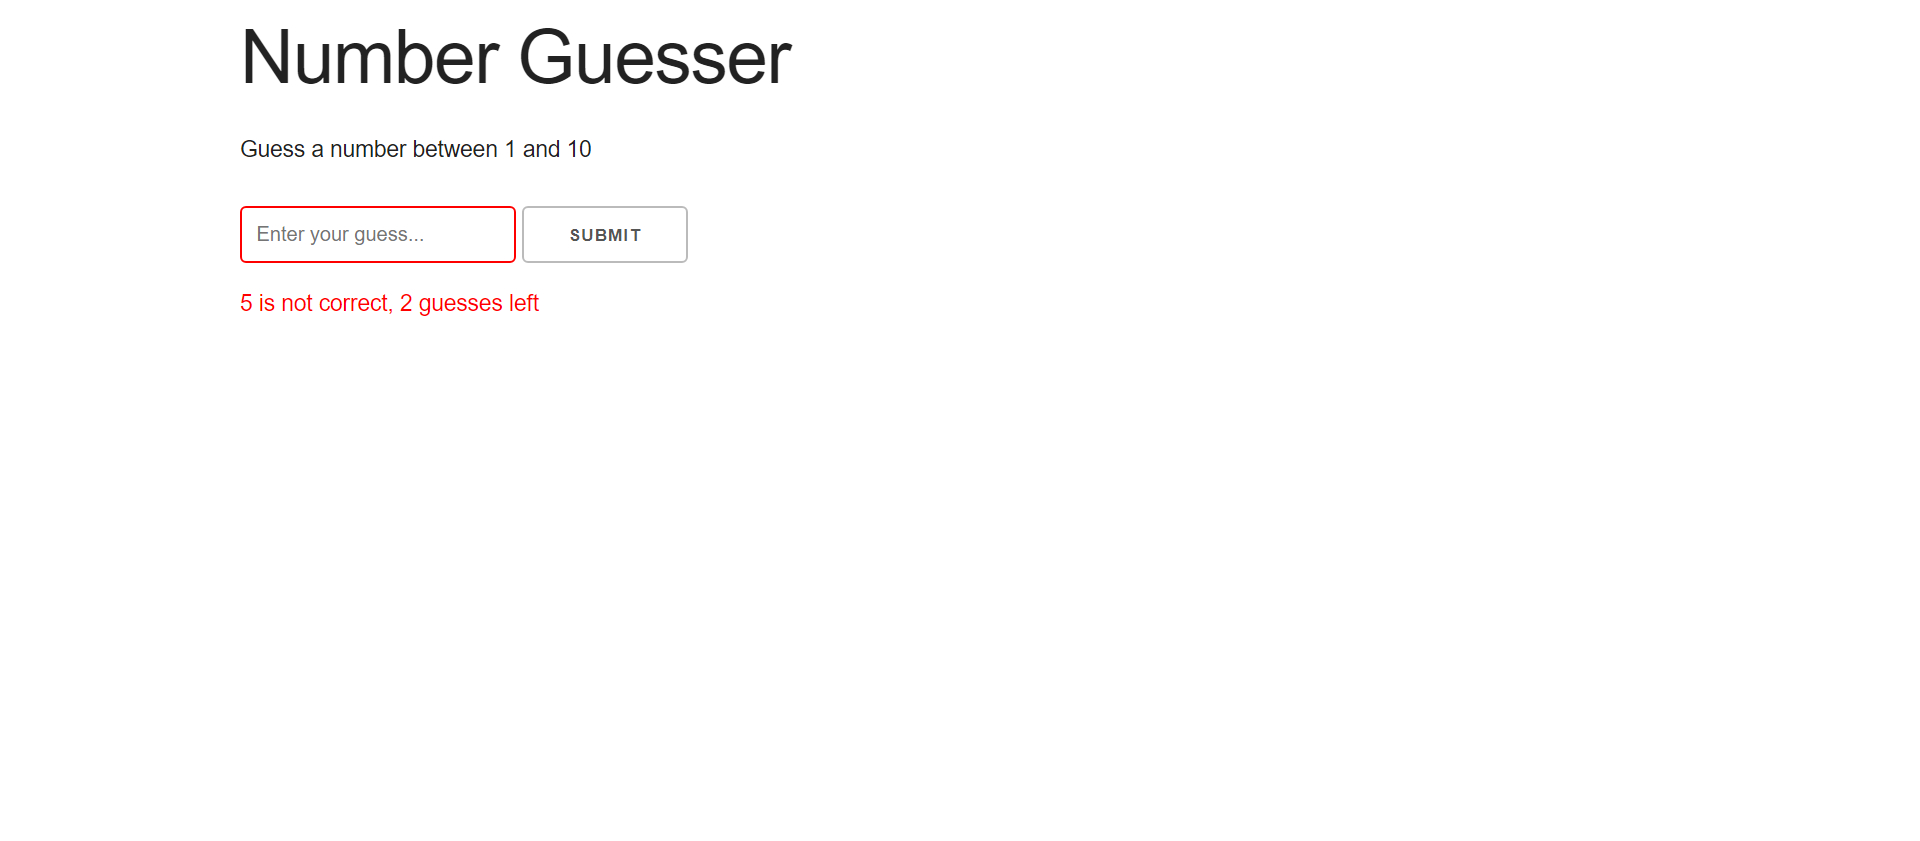 Number Guesser
Guess a number between 1 and 10
Enter your guess... SUBMIT
5 is not correct, 2 guesses left